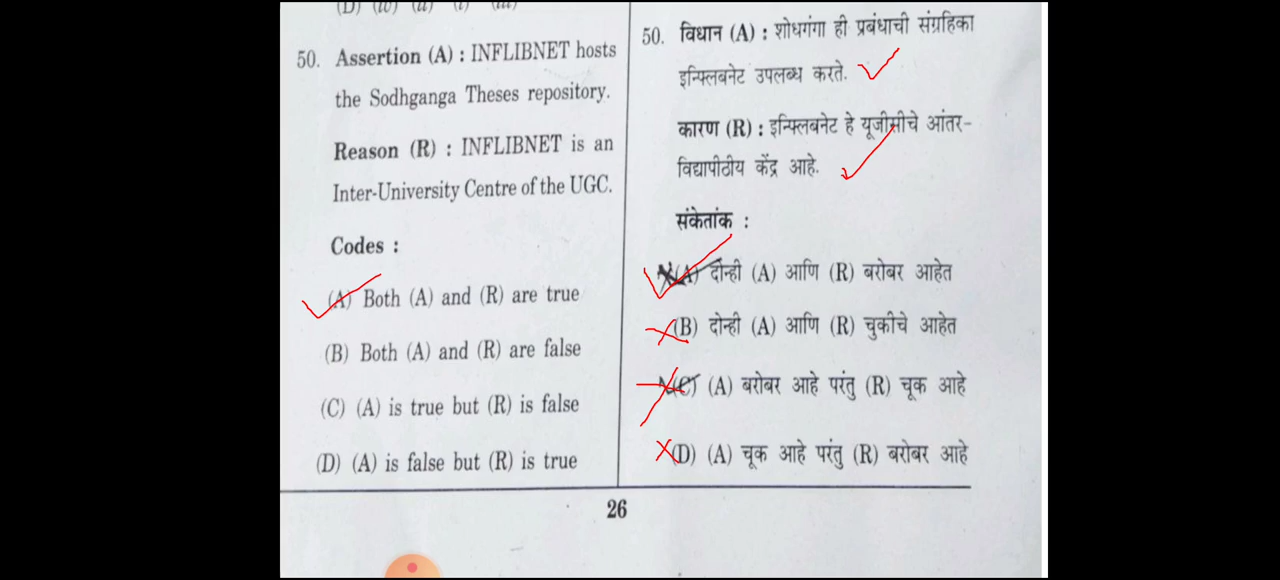 (D) (iv) (ii) (i) (iii)
50. Assertion (A) : INFLIBNET hosts
the Sodhganga Theses repository.
Reason (R) : INFLIBNET is an
Inter-University Centre of the UGC.
Codes :
(A) Both (A) and (R) are true
(B) Both (A) and (R) are false
(C) (A) is true but (R) is false
(D) (A) is false but (R) is true
50. विधान (A) : शोधगंगा ही प्रबंधाची संग्रहिका
इन्फ्लिबनेट उपलब्ध करते.
कारण (R) : इन्फ्लिबनेट हे यूजीसीचे आंतर-
विद्यापीठीय केंद्र आहे.
संकेतांक :
(A) दोन्ही (A) आणि (R) बरोबर आहेत
(B) दोन्ही (A) आणि (R) चुकीचे आहेत
(C) (A) बरोबर आहे परंतु (R) चूक आहे
(D) (A) चूक आहे परंतु (R) बरोबर आहे
26